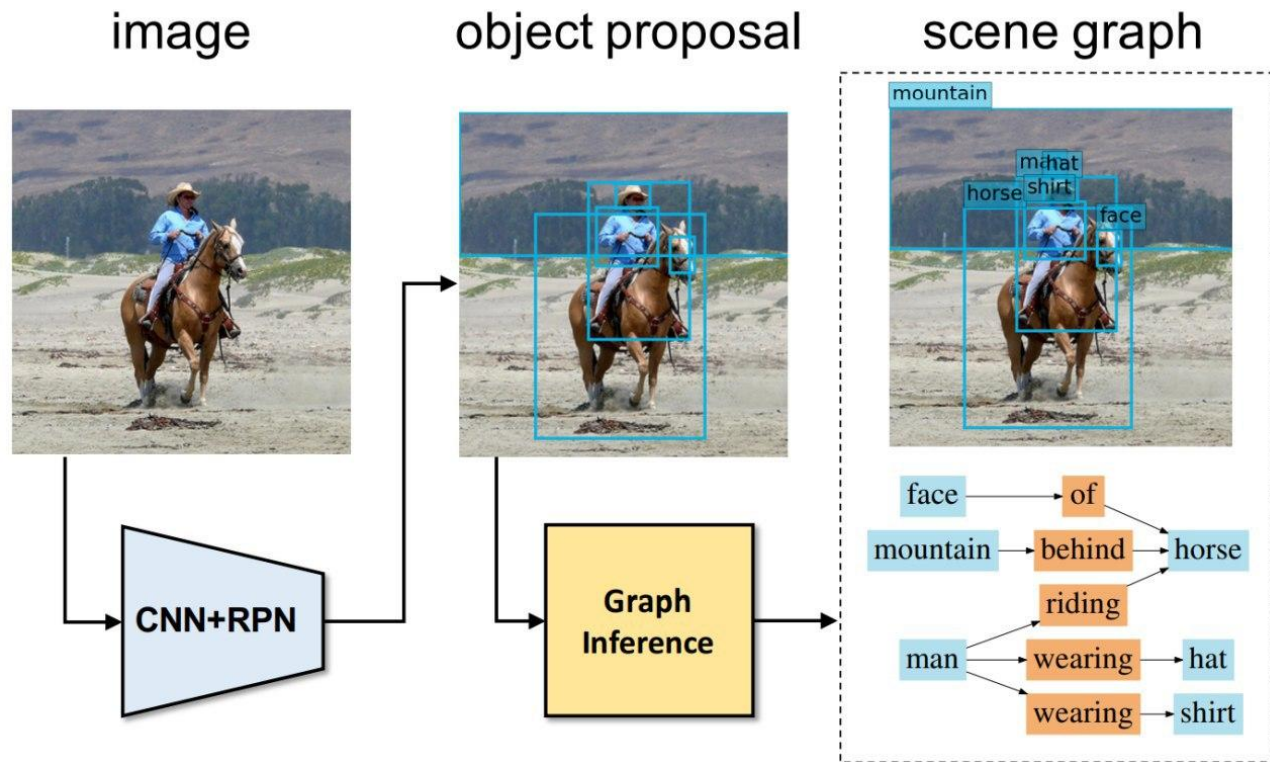 image
object proposal
scene graph
mountain
man
hat
horse
shirt
face
CNN+RPN
Graph
Inference
face
of
mountain
behind
horse
riding
man
wearing
hat
wearing
shirt